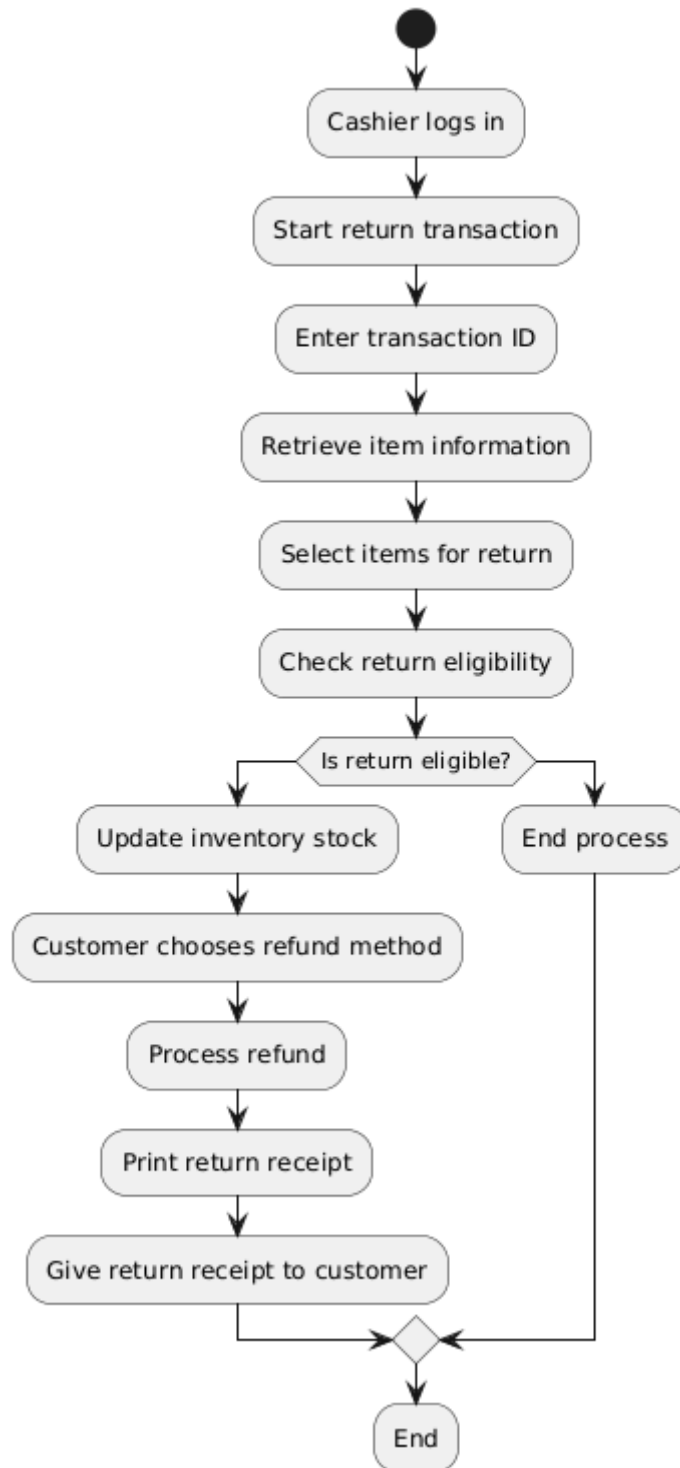 Cashier logs in
Start return transaction
Enter transaction ID
Retrieve item information
Select items for return
Check return eligibility
Is return eligible?
Update inventory stock
End process
Customer chooses refund method
Process refund
Print return receipt
Give return receipt to customer
End